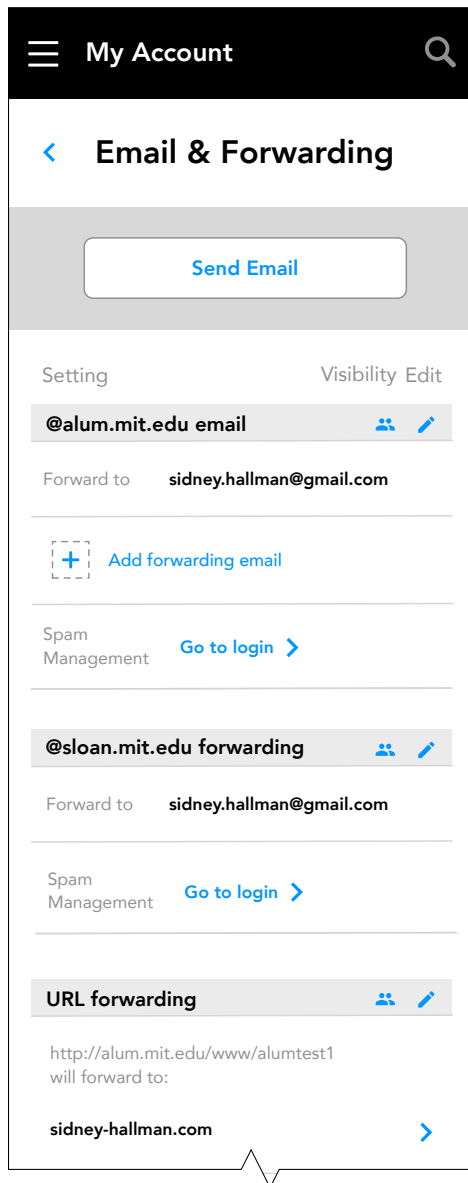 My Account
Email & Forwarding
Send Email
Setting Visibility Edit
@alum.mit.edu email
Forward to sidney.hallman@gmail.com
Add forwarding email
Spam
Management Go to login
@sloan.mit.edu forwarding
Forward to sidney.hallman@gmail.com
Spam
Management Go to login
URL forwarding
http://alum.mit.edu/www/alumtest1
will forward to:
sidney-hallman.com